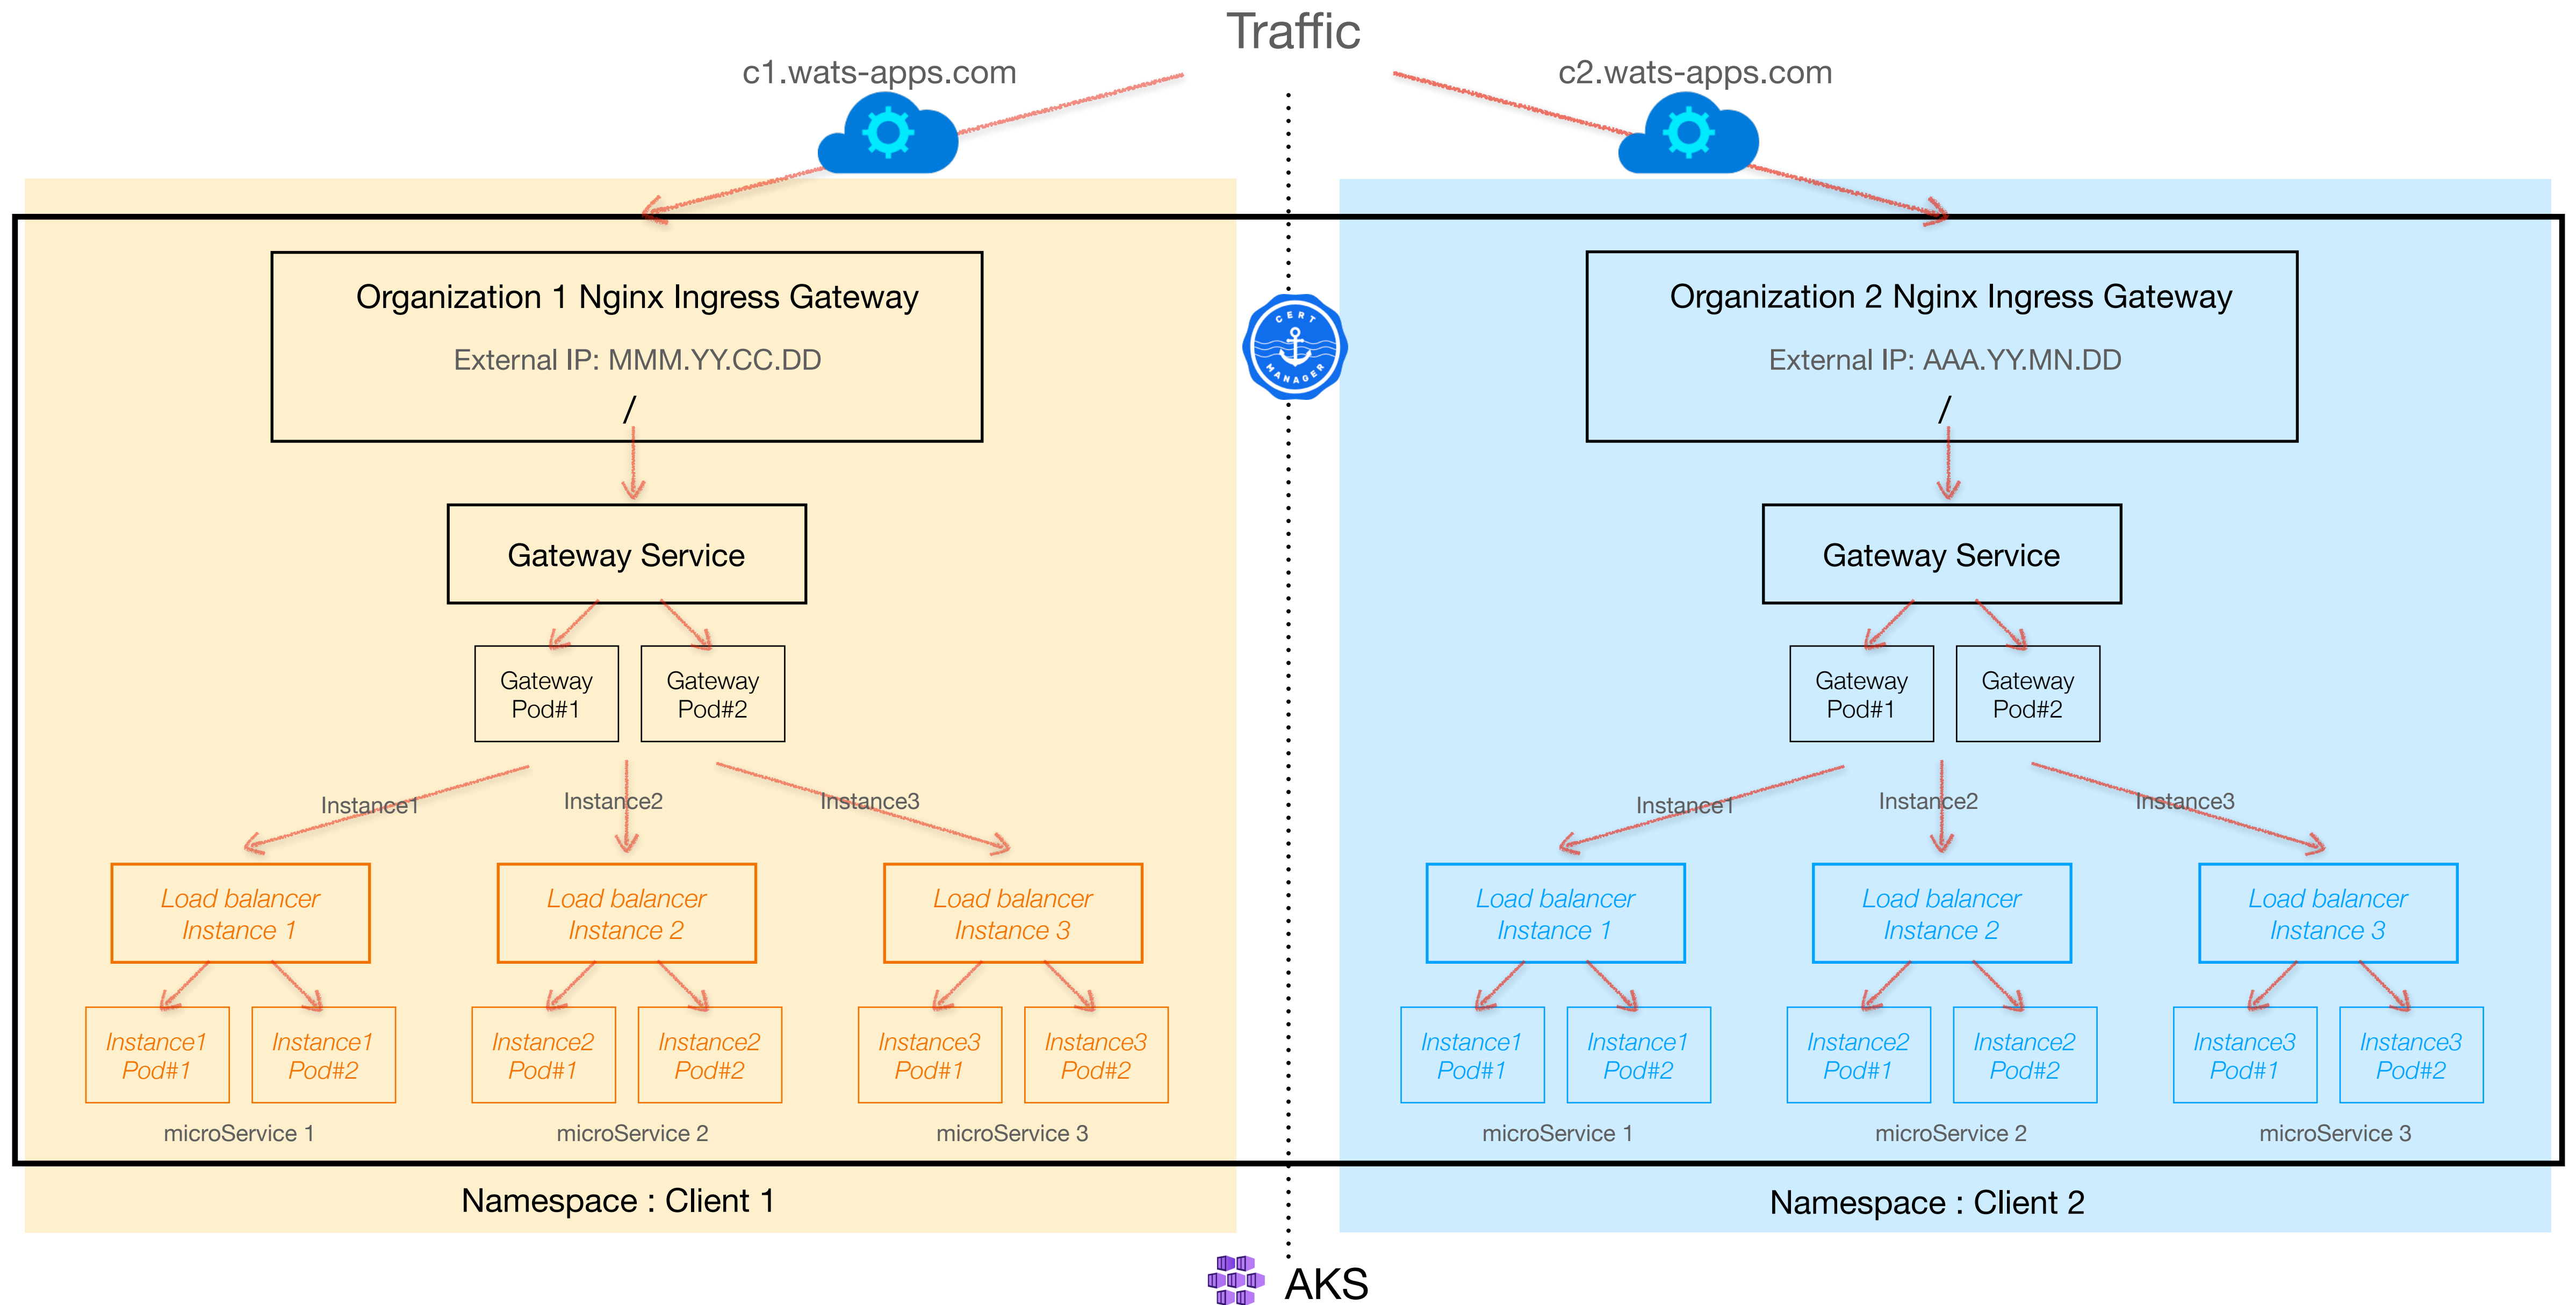 Traffic
c1.wats-apps.com
c2.wats-apps.com
Organization 1 Nginx Ingress Gateway
External IP: MMM.YY.CC.DD
/
Gateway Service
Gateway
Pod#1
Gateway
Pod#2
Instance1
Instance2
Instance3
Load balancer
Instance 1
Load balancer
Instance 2
Load balancer
Instance 3
Instance1
Pod#1
Instance1
Pod#2
Instance2
Pod#1
Instance2
Pod#2
Instance3
Pod#1
Instance3
Pod#2
microService 1
microService 2
microService 3
Namespace : Client 1
CERT
MANAGER
Organization 2 Nginx Ingress Gateway
External IP: AAA.YY.MN.DD
/
Gateway Service
Gateway
Pod#1
Gateway
Pod#2
Instance1
Instance2
Instance3
Load balancer
Instance 1
Load balancer
Instance 2
Load balancer
Instance 3
Instance1
Pod#1
Instance1
Pod#2
Instance2
Pod#1
Instance2
Pod#2
Instance3
Pod#1
Instance3
Pod#2
microService 1
microService 2
microService 3
Namespace : Client 2
AKS